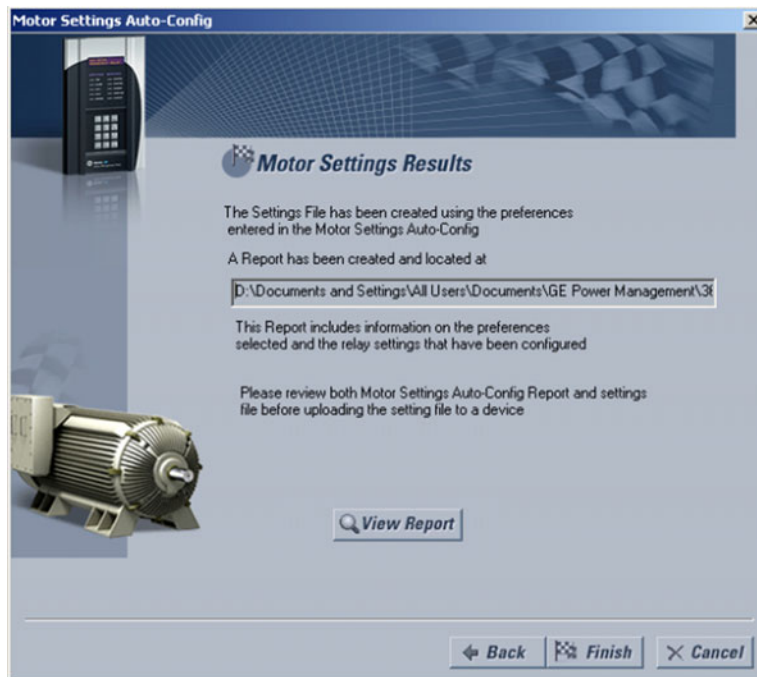 Motor Settings Auto-Config
Motor Settings Results
The Settings File has been created using the preferences
entered in the Motor Settings Auto-Config
A Report has been created and located at
D:\Documents and Settings\All Users\Documents\GE Power Management\
This Report includes information on the preferences
selected and the relay settings that have been configured
Please review both Motor Settings Auto-Config Report and settings
file before uploading the setting file to a device
View Report
Back
Finish
Cancel